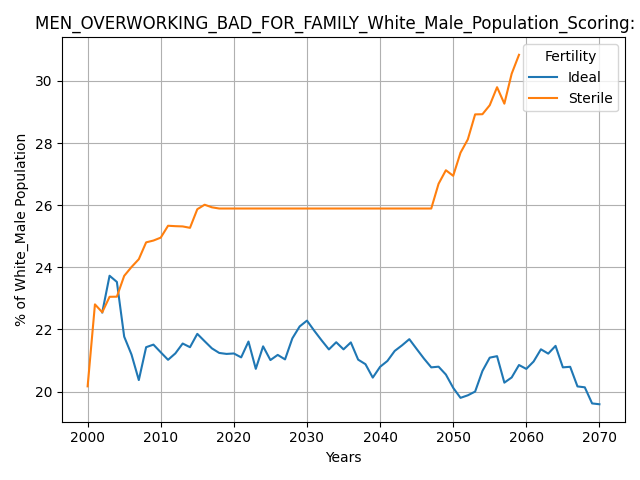 MEN_OVERWORKING_BAD_FOR_FAMILY_White_Male_Population_Scoring:
Fertility
Ideal
Sterile
% of White_Male Population
30
28
26
24
22
20
2000 2010 2020 2030 2040 2050 2060 2070
Years